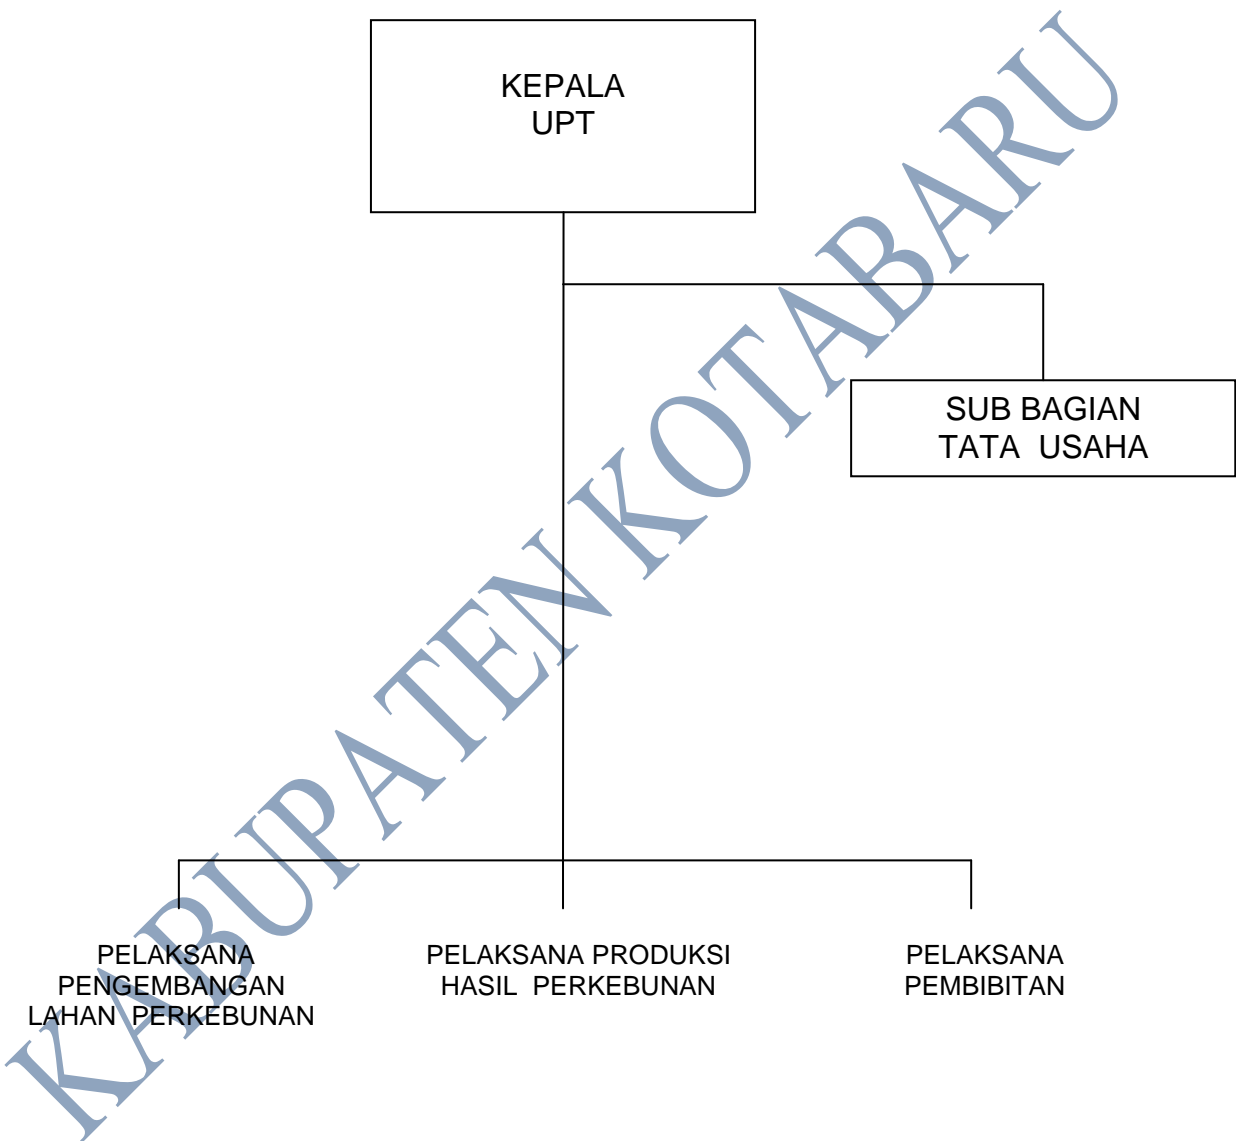 KEPALA
UPT
SUB BAGIAN
TATA USAHA
PELAKSANA
PENGEMBANGAN
LAHAN PERKEBUNAN
PELAKSANA PRODUKSI
HASIL PERKEBUNAN
PELAKSANA
PEMBIBITAN
KABUPATEN KOTABARU